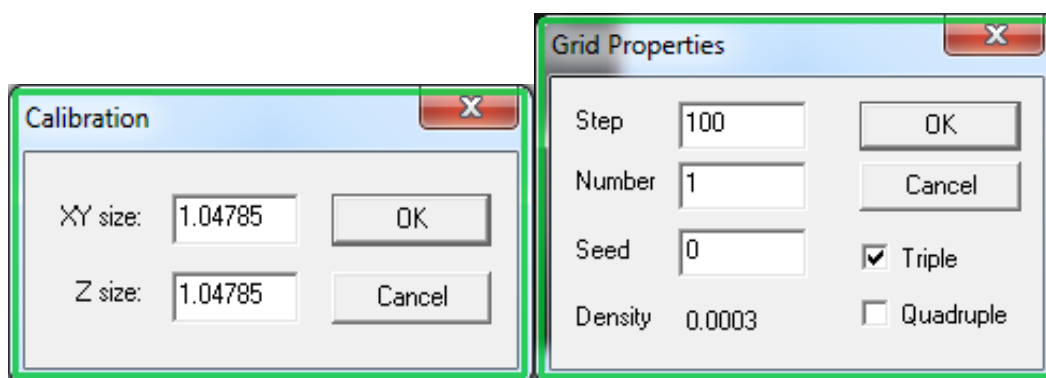 Calibration
XY size: 1.04785 OK
Z size: 1.04785 Cancel
Grid Properties
Step 100 OK
Number 1 Cancel
Seed 0 Triple
Density 0.0003 Quadruple